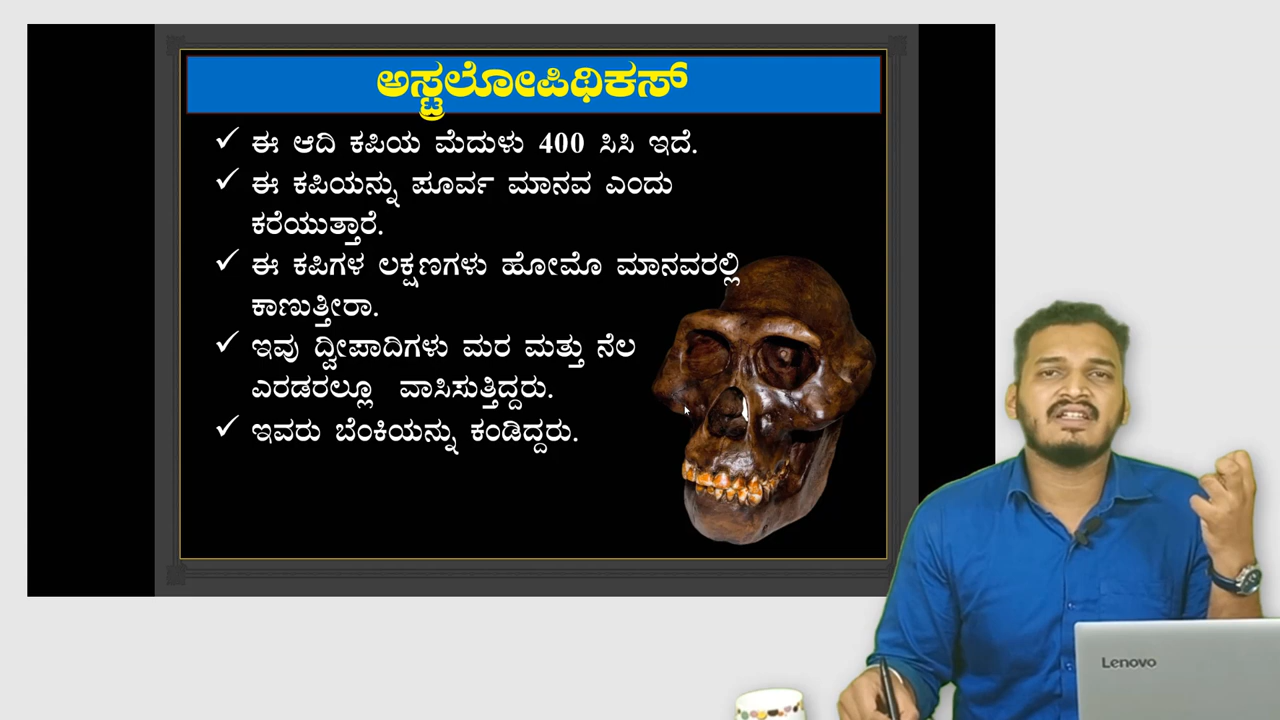 ಅಸ್ಟ್ರಲೋಪಿಥಿಕಸ್
✓ ಈ ಆದಿ ಕಪಿಯ ಮೆದುಳು 400 ಸಿಸಿ ಇದೆ.
✓ ಈ ಕಪಿಯನ್ನು ಪೂರ್ವ ಮಾನವ ಎಂದು
ಕರೆಯುತ್ತಾರೆ.
✓ ಈ ಕಪಿಗಳ ಲಕ್ಷಣಗಳು ಹೋಮೊ ಮಾನವರಲ್ಲಿ
ಕಾಣುತ್ತೀರಾ.
✓ ಇವು ದ್ವೀಪಾದಿಗಳು ಮರ ಮತ್ತು ನೆಲ
ಎರಡರಲ್ಲೂ ವಾಸಿಸುತ್ತಿದ್ದರು.
✓ ಇವರು ಬೆಂಕಿಯನ್ನು ಕಂಡಿದ್ದರು.
Lenovo